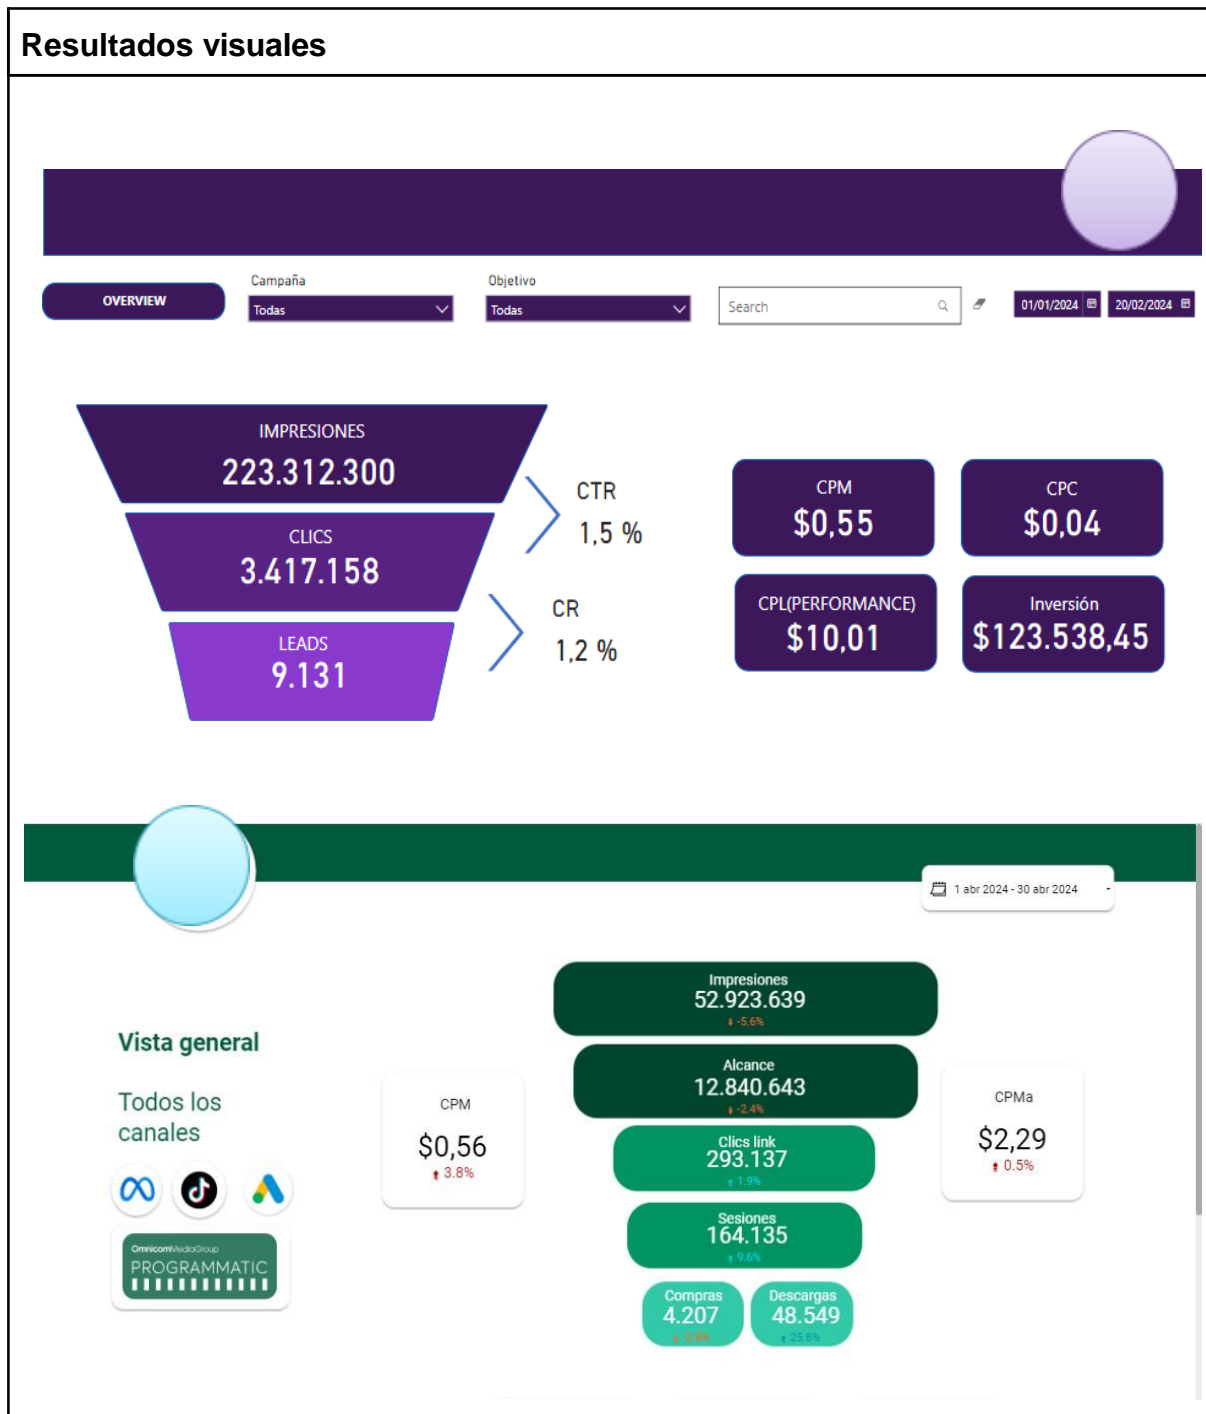 Resultados visuales
OVERVIEW
Campaña
Todas
Objetivo
Todas
Search
01/01/2024
20/02/2024
IMPRESIONES
223.312.300
CLICS
3.417.158
LEADS
9.131
CTR
1,5 %
CR
1,2 %
CPM
$0,55
CPC
$0,04
CPL(PERFORMANCE)
$10,01
Inversión
$123.538,45
1 abr 2024 - 30 abr 2024
Vista general
Todos los
canales
OmnicomMediaGroup
PROGRAMMATIC
CPM
$0,56
3.8%
Impresiones
52.923.639
-5.6%
Alcance
12.840.643
-2.4%
Clics link
293.137
1.9%
Sesiones
164.135
9.6%
Compras
4.207
Descargas
48.549
25.8%
CPMa
$2,29
0.5%